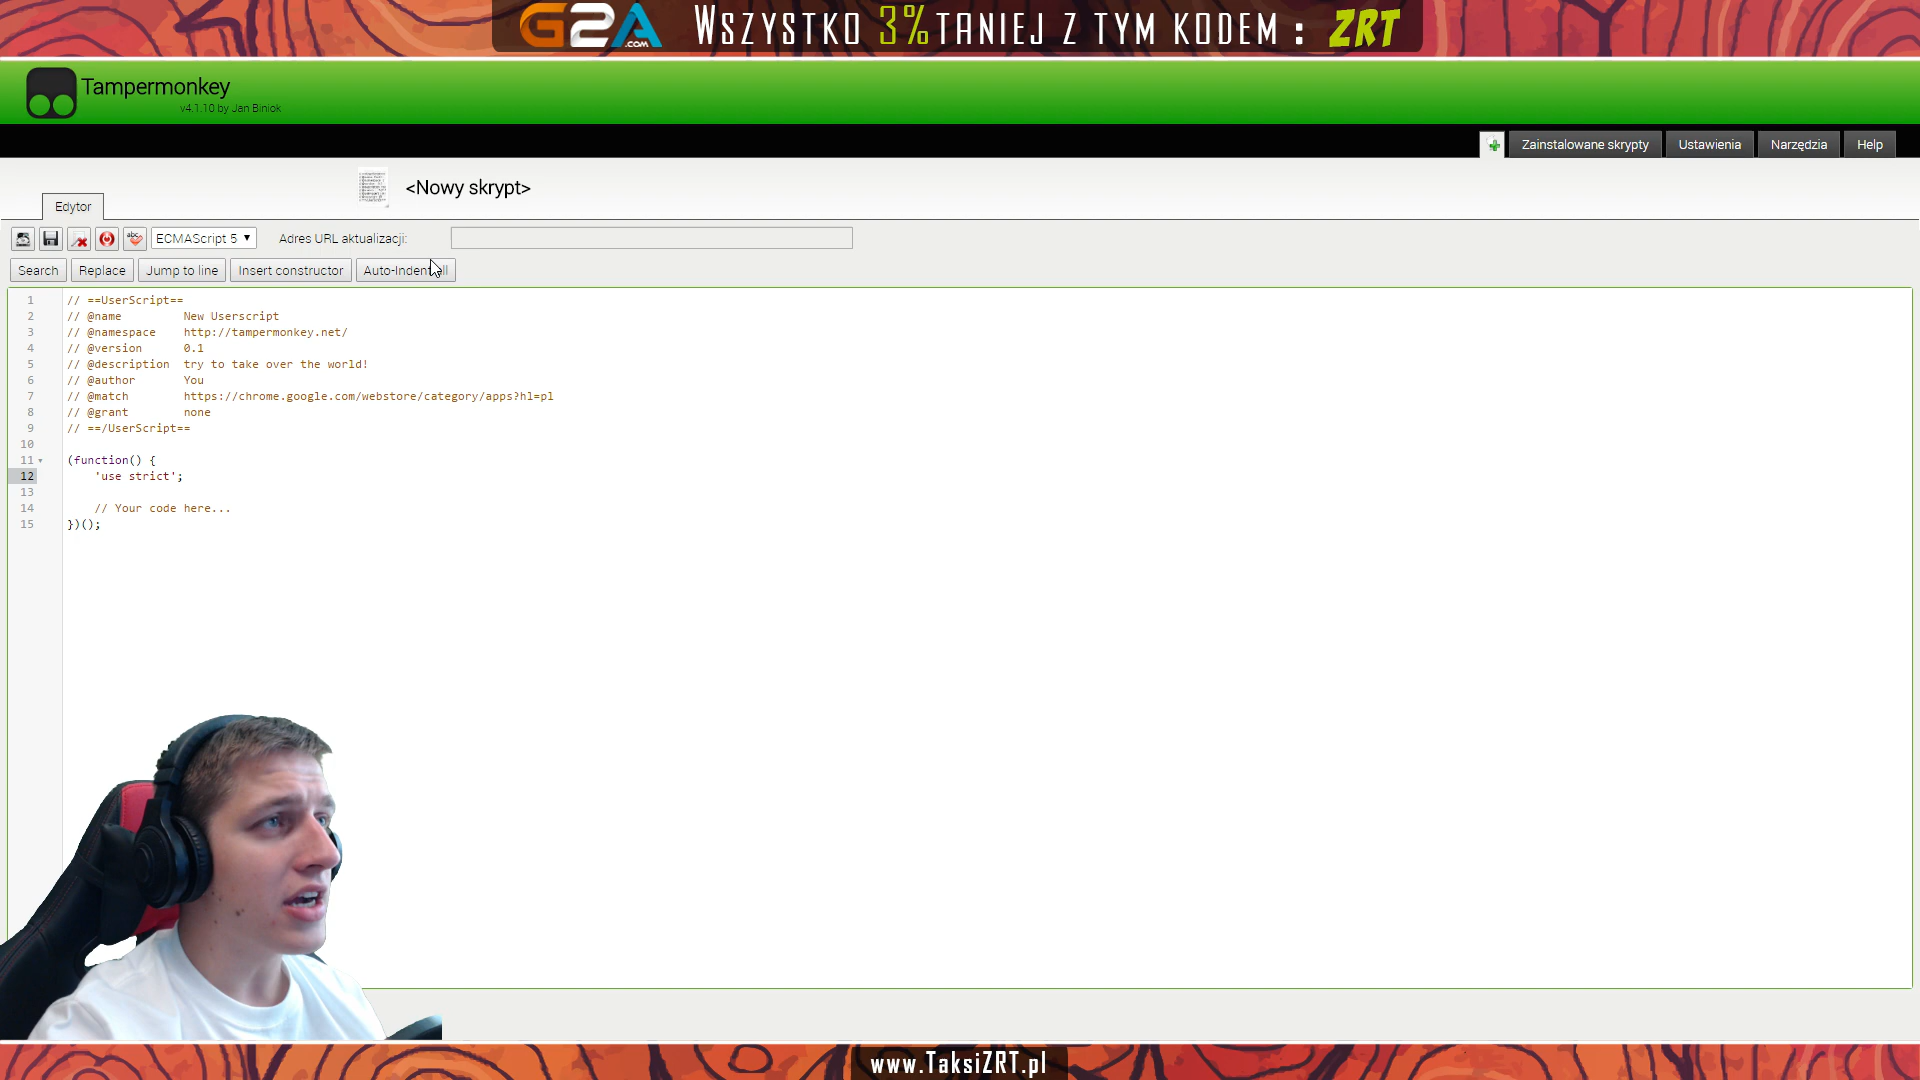 G2A.COM WSZYSTKO 3% TANIEJ Z TYM KODEM : ZRT
Tampermonkey
v4.1.10 by Jan Biniok
Zainstalowane skrypty Ustawienia Narzędzia Help
<Nowy skrypt>
Edytor
abc ECMAScript 5 ▼ Adres URL aktualizacji:
Search Replace Jump to line Insert constructor Auto-Indent all
1 // ==UserScript==
2 // @name New Userscript
3 // @namespace http://tampermonkey.net/
4 // @version 0.1
5 // @description try to take over the world!
6 // @author You
7 // @match https://chrome.google.com/webstore/category/apps?hl=pl
8 // @grant none
9 // ==/UserScript==
10
11 (function() {
12 'use strict';
13
14 // Your code here...
15 })();
www.TaksiZRT.pl